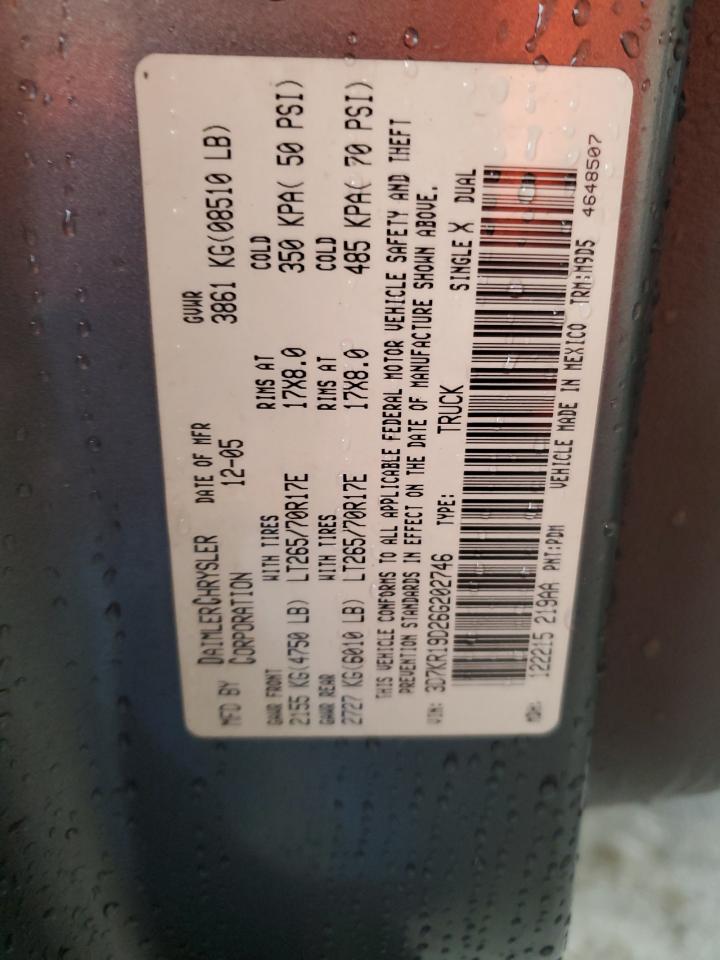 MFD BY DAIMLERCHRYSLER CORPORATION DATE OF MFR 12-05 GVWR 3861 KG(08510 LB)
GAWR FRONT WITH TIRES RIMS AT COLD
2155 KG(4750 LB) LT265/70R17E 17X8.0 350 KPA( 50 PSI)
GAWR REAR WITH TIRES RIMS AT COLD
2727 KG(6010 LB) LT265/70R17E 17X8.0 485 KPA( 70 PSI)
THIS VEHICLE CONFORMS TO ALL APPLICABLE FEDERAL MOTOR VEHICLE SAFETY AND THEFT
PREVENTION STANDARDS IN EFFECT ON THE DATE OF MANUFACTURE SHOWN ABOVE.
VIN: 3D7KR19D26G202746 TYPE: TRUCK SINGLE X DUAL
MDH: 122215 219AA PNT:PDM VEHICLE MADE IN MEXICO TRM:M9D5 4648507